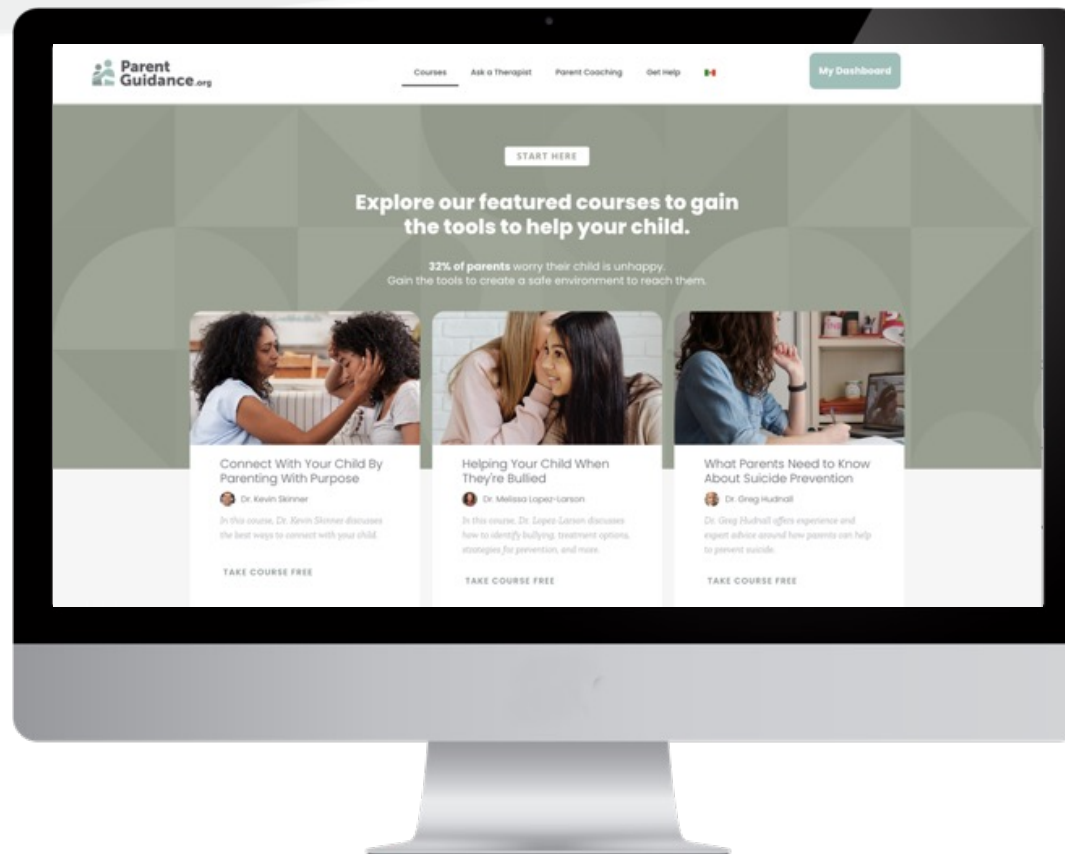 Parent
Guidance.org
Courses
Ask a Therapist
Parent Coaching
Get Help
My Dashboard
START HERE
Explore our featured courses to gain
the tools to help your child.
32% of parents worry their child is unhappy.
Gain the tools to create a safe environment to reach them.
Connect With Your Child By
Parenting With Purpose
Dr. Kevin Skinner
In this course, Dr. Kevin Skinner discusses
the best ways to connect with your child.
TAKE COURSE FREE
Helping Your Child When
They're Bullied
Dr. Melissa Lopez-Larson
In this course, Dr. Lopez-Larson discusses
how to identify bullying, treatment options,
strategies for prevention, and more.
TAKE COURSE FREE
What Parents Need to Know
About Suicide Prevention
Dr. Greg Hudnall
Dr. Greg Hudnall offers experience and
expert advice around how parents can help
to prevent suicide.
TAKE COURSE FREE